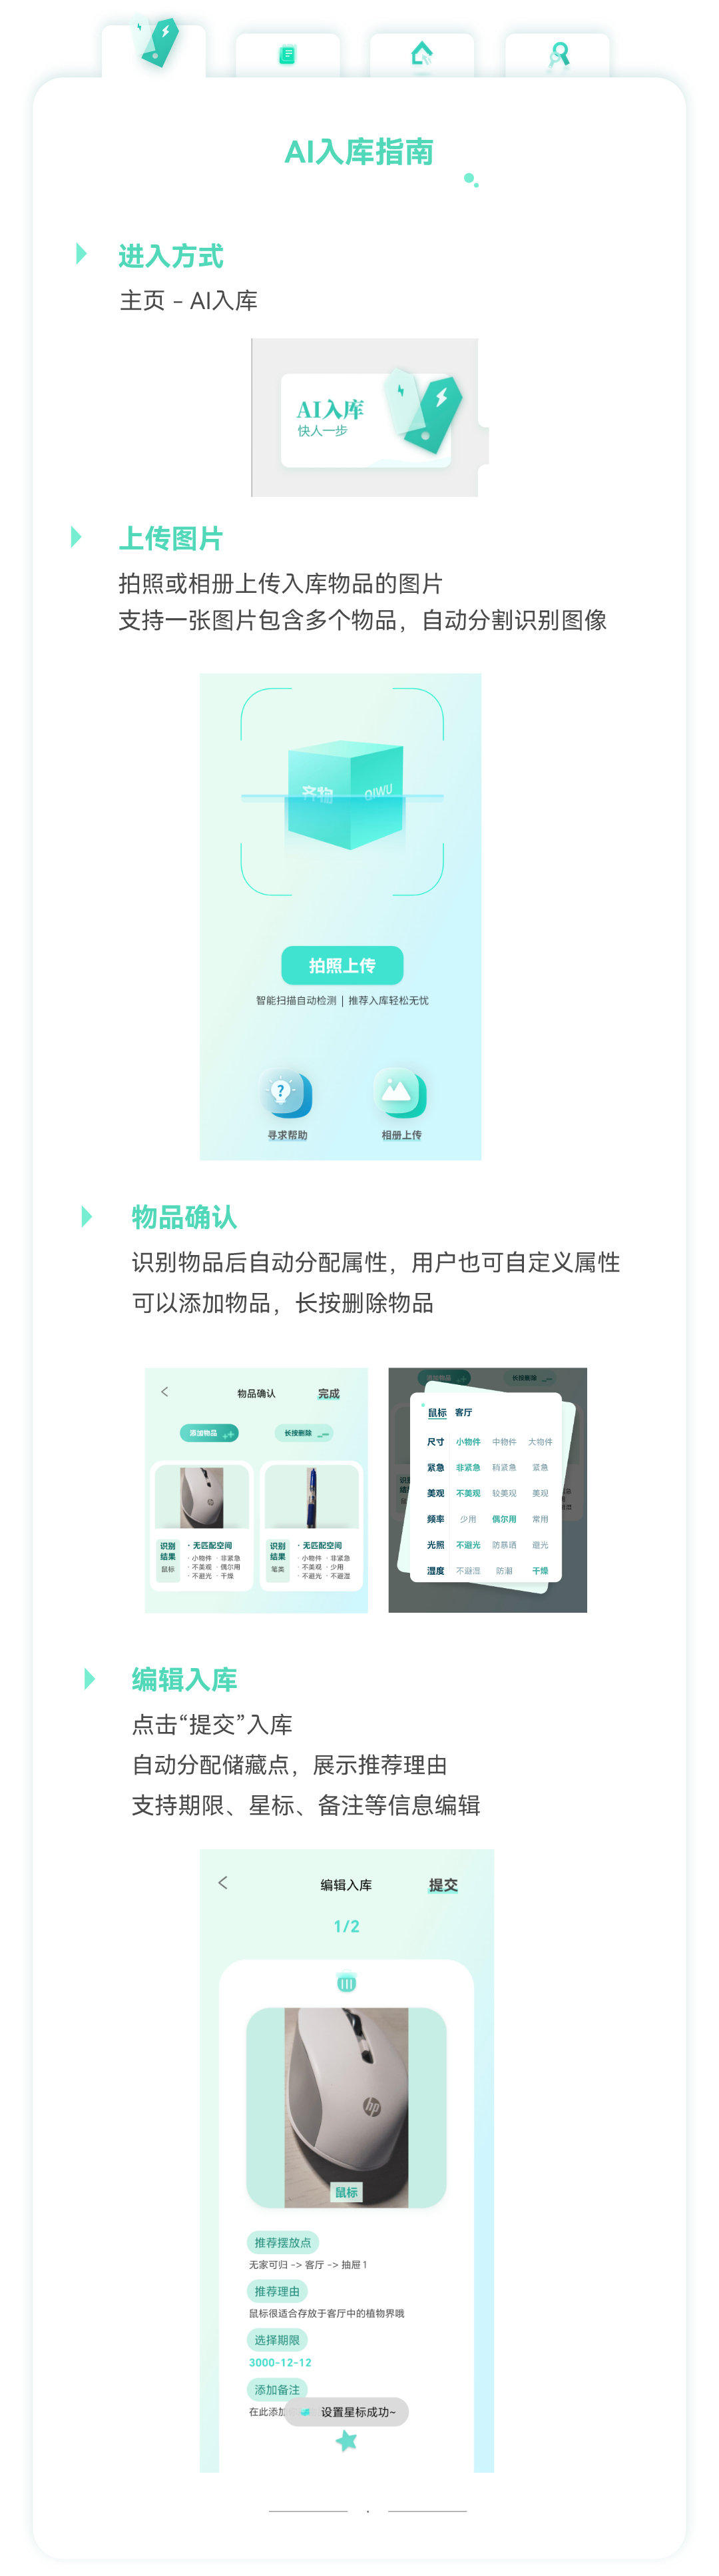 AI入库指南
进入方式
主页 - AI入库
AI入库
快人一步
上传图片
拍照或相册上传入库物品的图片
支持一张图片包含多个物品，自动分割识别图像
齐物
QIWU
拍照上传
智能扫描自动检测 | 推荐入库轻松无忧
寻求帮助
相册上传
物品确认
识别物品后自动分配属性，用户也可自定义属性
可以添加物品，长按删除物品
物品确认 完成
添加物品 长按删除
识别结果
鼠标
· 无匹配空间
· 小物件 · 非紧急
· 不美观 · 偶尔用
· 不避光 · 干燥
识别结果
笔类
· 无匹配空间
· 小物件 · 非紧急
· 不美观 · 少用
· 不避光 · 不避湿
添加物品 长按删除
鼠标 客厅
尺寸 小物件 中物件 大物件
紧急 非紧急 稍紧急 紧急
美观 不美观 较美观 美观
频率 少用 偶尔用 常用
光照 不避光 防暴晒 避光
湿度 不避湿 防潮 干燥
编辑入库
点击“提交”入库
自动分配储藏点，展示推荐理由
支持期限、星标、备注等信息编辑
编辑入库 提交
1/2
hp
鼠标
推荐摆放点
无家可归 -> 客厅 -> 抽屉1
推荐理由
鼠标很适合存放于客厅中的植物界哦
选择期限
3000-12-12
添加备注
在此添加
设置星标成功~